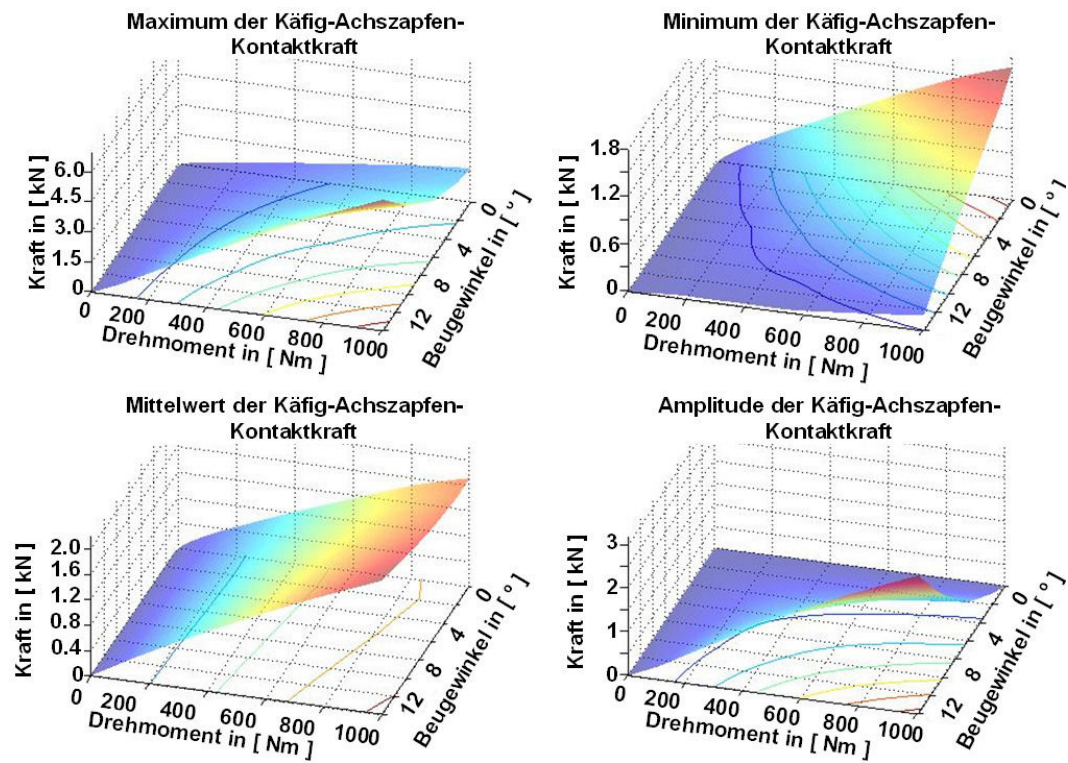 Maximum der Käfig-Achszapfen-
Kontaktkraft
Kraft in [ kN ]
6.0
4.5
3.0
1.5
0
0 200 400 600 800 1000
Drehmoment in [ Nm ]
0
4
8
12
Beugewinkel in [ ° ]
Minimum der Käfig-Achszapfen-
Kontaktkraft
Kraft in [ kN ]
1.8
1.2
0.6
0
0 200 400 600 800 1000
Drehmoment in [ Nm ]
0
4
8
12
Beugewinkel in [ ° ]
Mittelwert der Käfig-Achszapfen-
Kontaktkraft
Kraft in [ kN ]
2.0
1.6
1.2
0.8
0.4
0
0 200 400 600 800 1000
Drehmoment in [ Nm ]
0
4
8
12
Beugewinkel in [ ° ]
Amplitude der Käfig-Achszapfen-
Kontaktkraft
Kraft in [ kN ]
3
2
1
0
0 200 400 600 800 1000
Drehmoment in [ Nm ]
0
4
8
12
Beugewinkel in [ ° ]